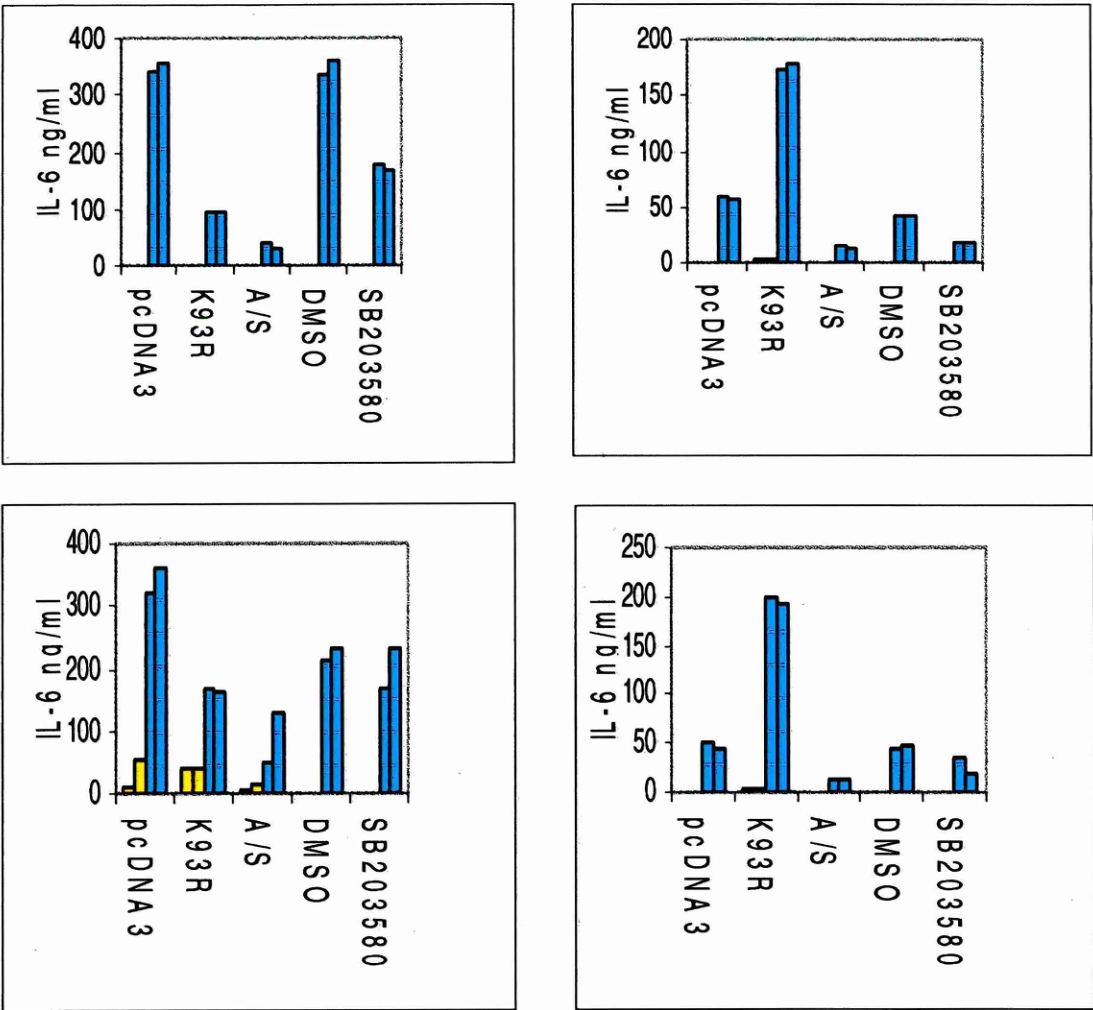 400
300
200
100
0
IL-6 ng/ml
pcDNA3
K93R
A/S
DMSO
SB203580
200
150
100
50
0
IL-6 ng/ml
pcDNA3
K93R
A/S
DMSO
SB203580
400
300
200
100
0
IL-6 ng/ml
pcDNA3
K93R
A/S
DMSO
SB203580
250
200
150
100
50
0
IL-6 ng/ml
pcDNA3
K93R
A/S
DMSO
SB203580